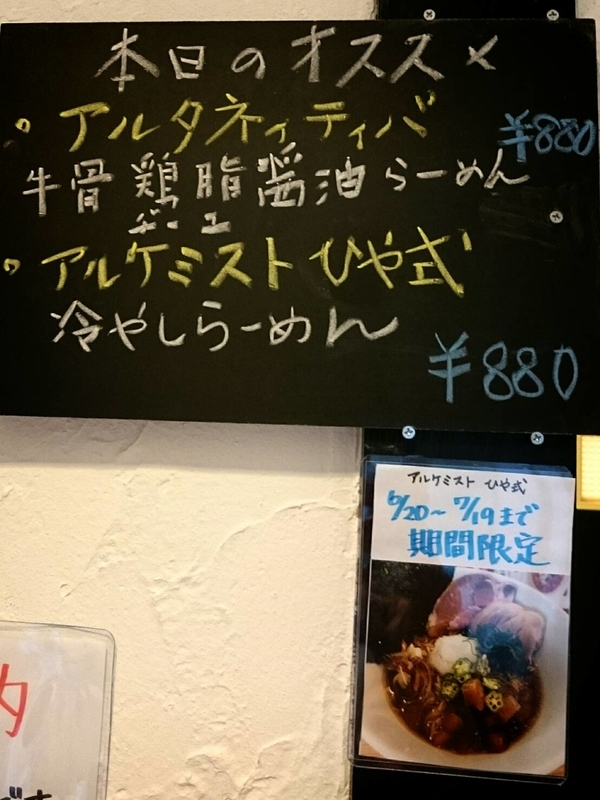 本日のオススメ
。アルタネィティバ
¥880
牛骨鶏脂醤油らーめん
。アルケミスト ひや式
冷やしらーめん
¥880
アルケミスト ひや式
6/20〜7/19まで
期間限定
内